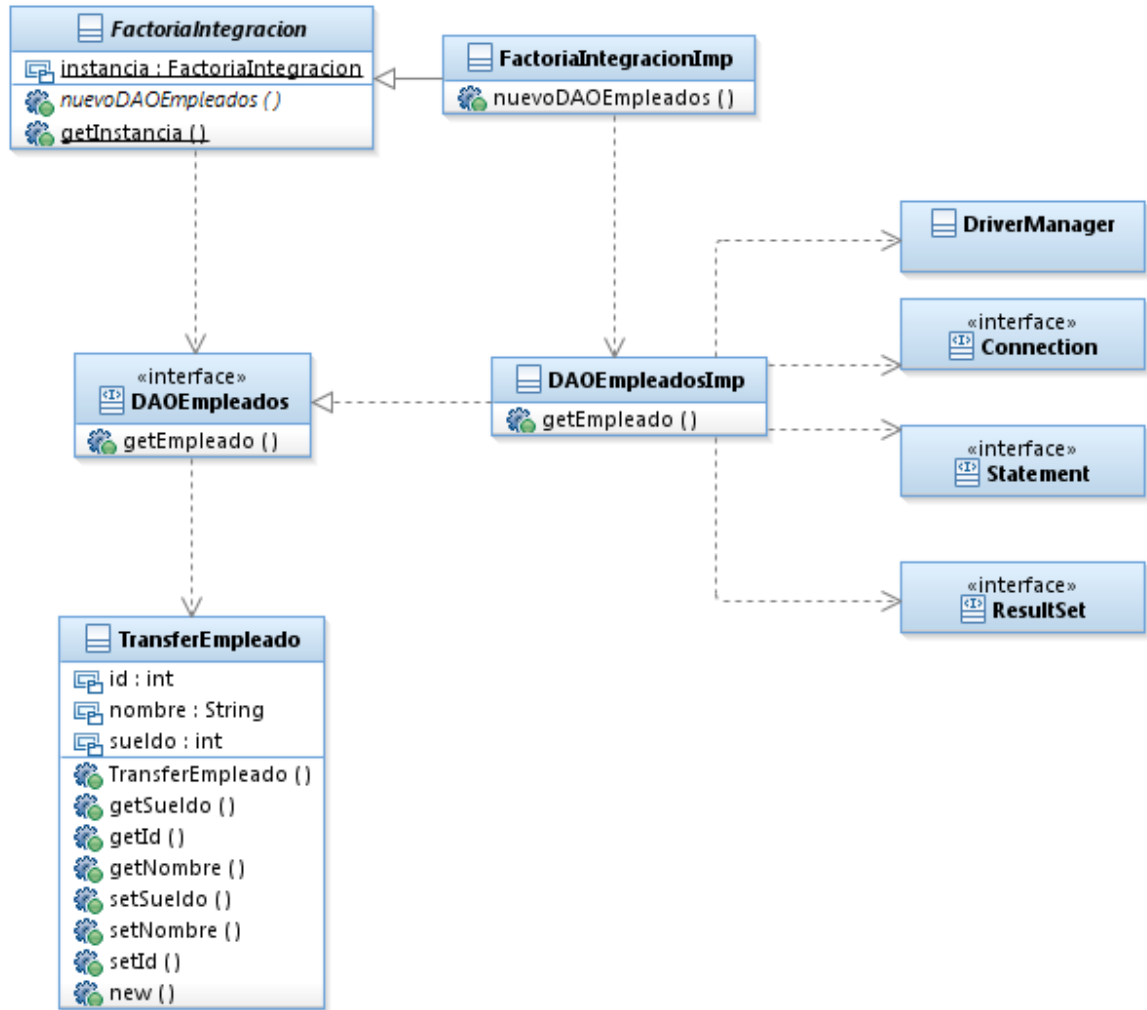 FactoriaIntegracion
instancia : FactoriaIntegracion
nuevoDAOEmpleados ( )
getInstancia ( )
FactoriaIntegracionImp
nuevoDAOEmpleados ( )
DriverManager
«interface»
Connection
«interface»
DAOEmpleados
getEmpleado ( )
DAOEmpleadosImp
getEmpleado ( )
«interface»
Statement
«interface»
ResultSet
TransferEmpleado
id : int
nombre : String
sueldo : int
TransferEmpleado ( )
getSueldo ( )
getId ( )
getNombre ( )
setSueldo ( )
setNombre ( )
setId ( )
new ( )